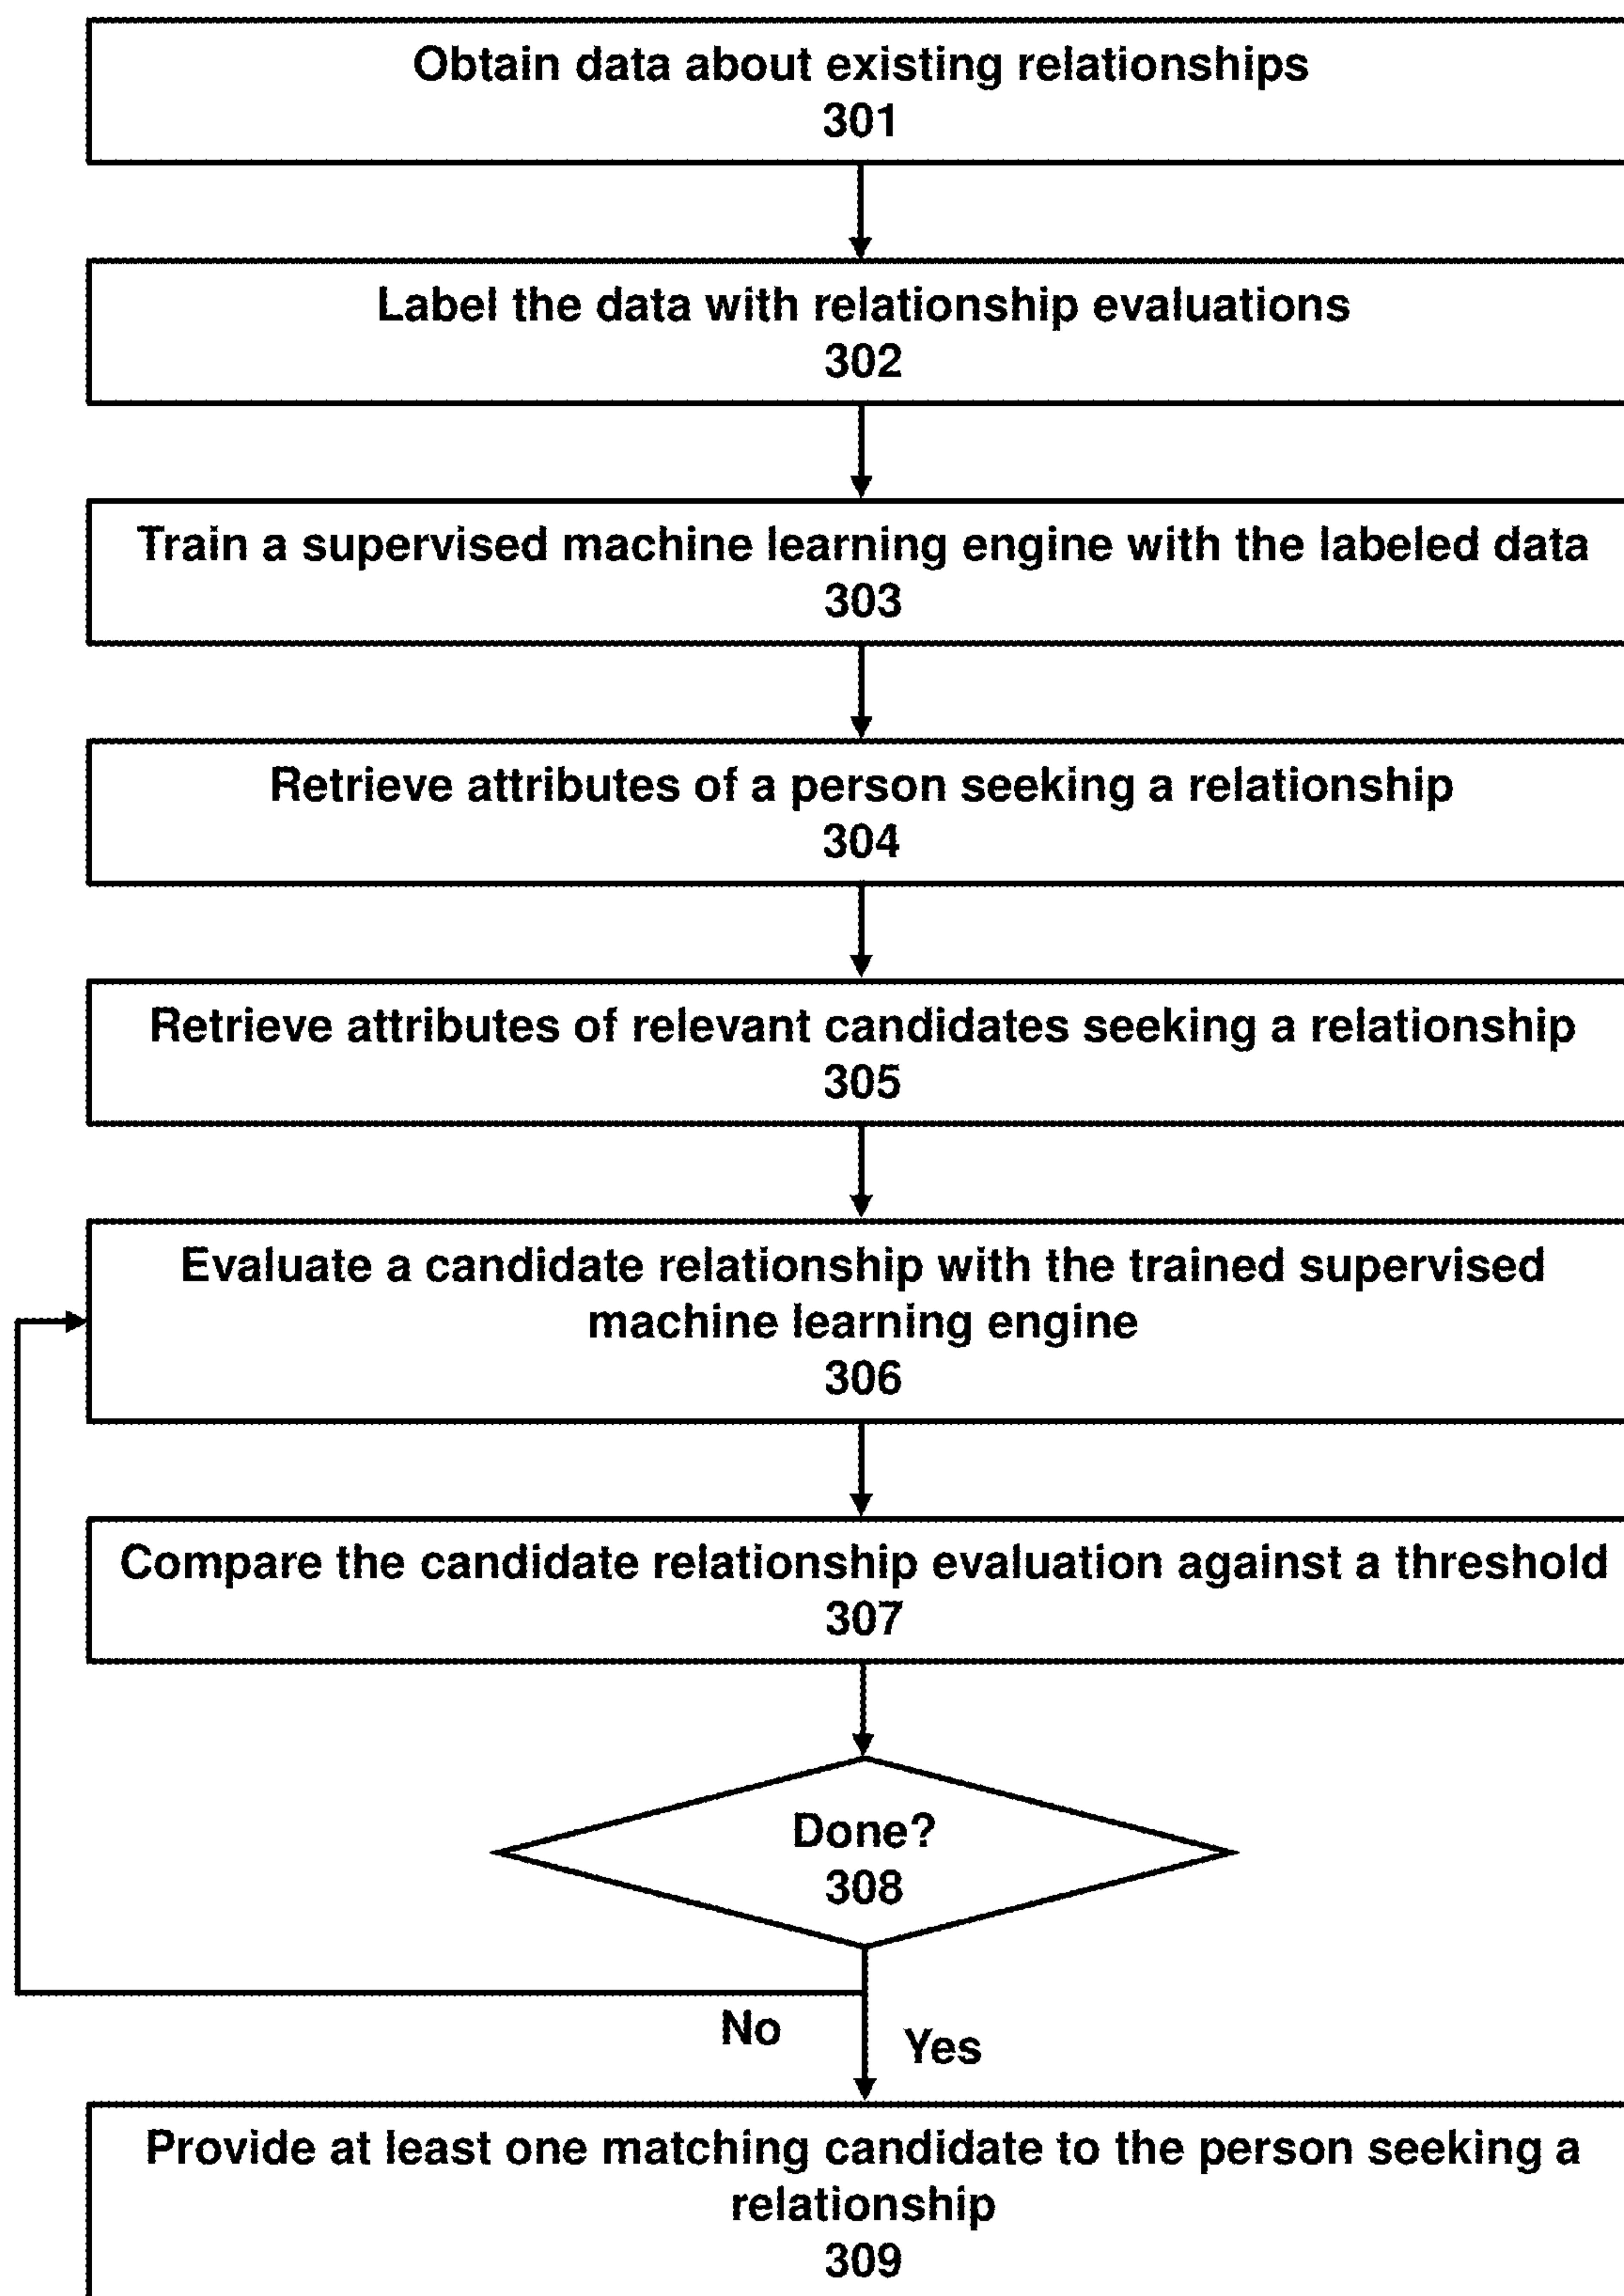 Obtain data about existing relationships
301
Label the data with relationship evaluations
302
Train a supervised machine learning engine with the labeled data
303
Retrieve attributes of a person seeking a relationship
304
Retrieve attributes of relevant candidates seeking a relationship
305
Evaluate a candidate relationship with the trained supervised
machine learning engine
306
Compare the candidate relationship evaluation against a threshold
307
Done?
308
No
Yes
Provide at least one matching candidate to the person seeking a
relationship
309